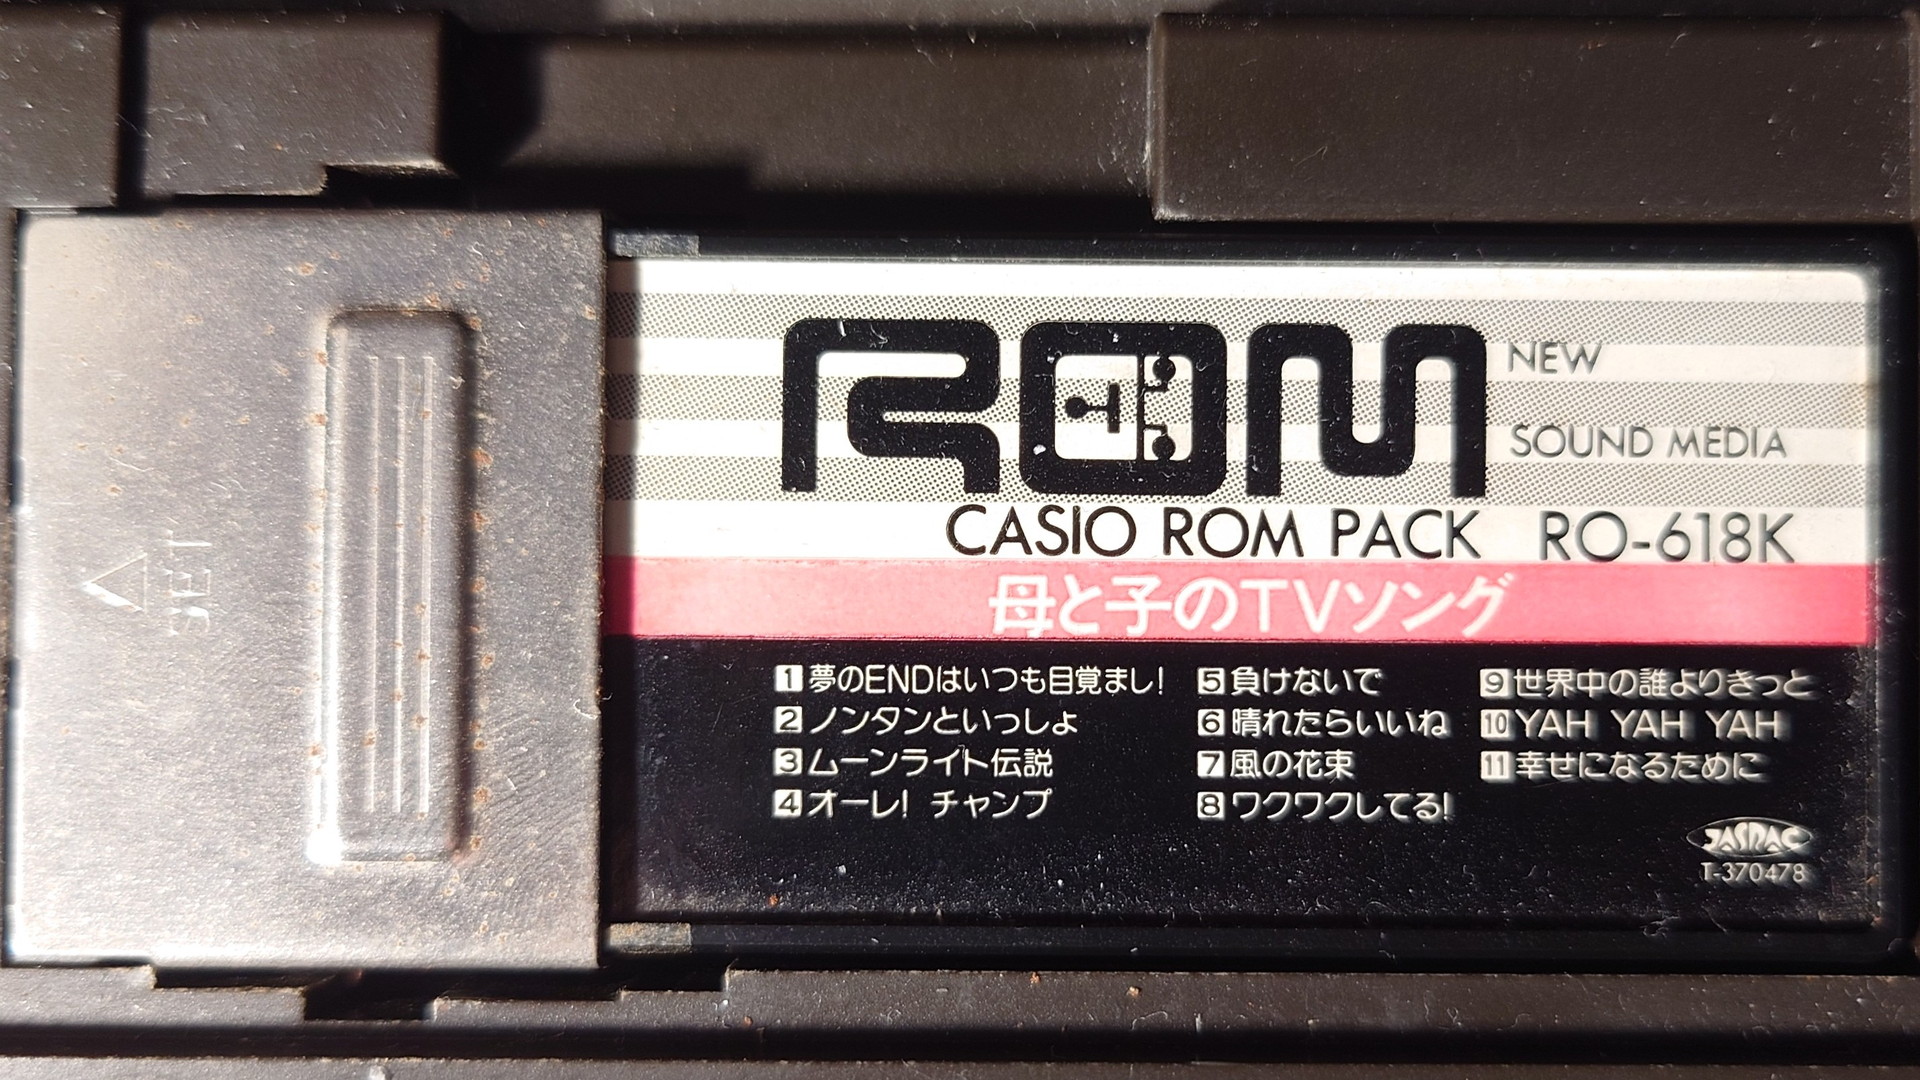 SET
ROM
NEW
SOUND MEDIA
CASIO ROM PACK RO-618K
母と子のTVソング
1 夢のENDはいつも目覚まし!
2 ノンタンといっしょ
3 ムーンライト伝説
4 オーレ! チャンプ
5 負けないで
6 晴れたらいいね
7 風の花束
8 ワクワクしてる!
9 世界中の誰よりきっと
10 YAH YAH YAH
11 幸せになるために
JASRAC
T-370478